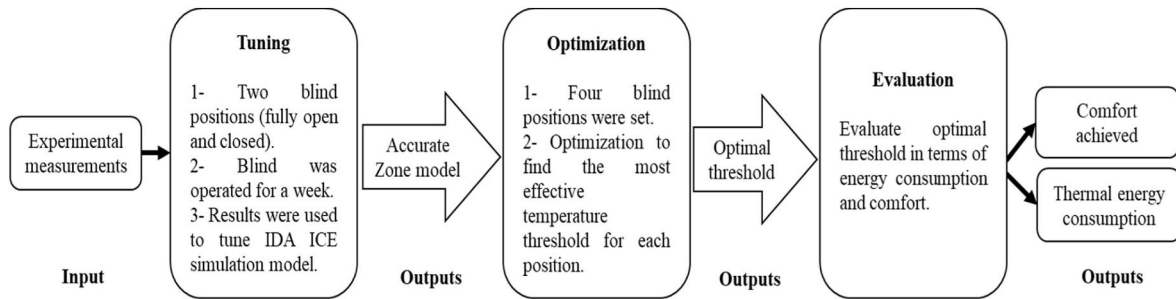 Experimental
measurements
Input
Tuning
1- Two blind
positions (fully open
and closed).
2- Blind was
operated for a week.
3- Results were used
to tune IDA ICE
simulation model.
Accurate
Zone model
Outputs
Optimization
1- Four blind
positions were set.
2- Optimization to
find the most
effective
temperature
threshold for each
position.
Optimal
threshold
Outputs
Evaluation
Evaluate optimal
threshold in terms of
energy consumption
and comfort.
Comfort
achieved
Thermal energy
consumption
Outputs